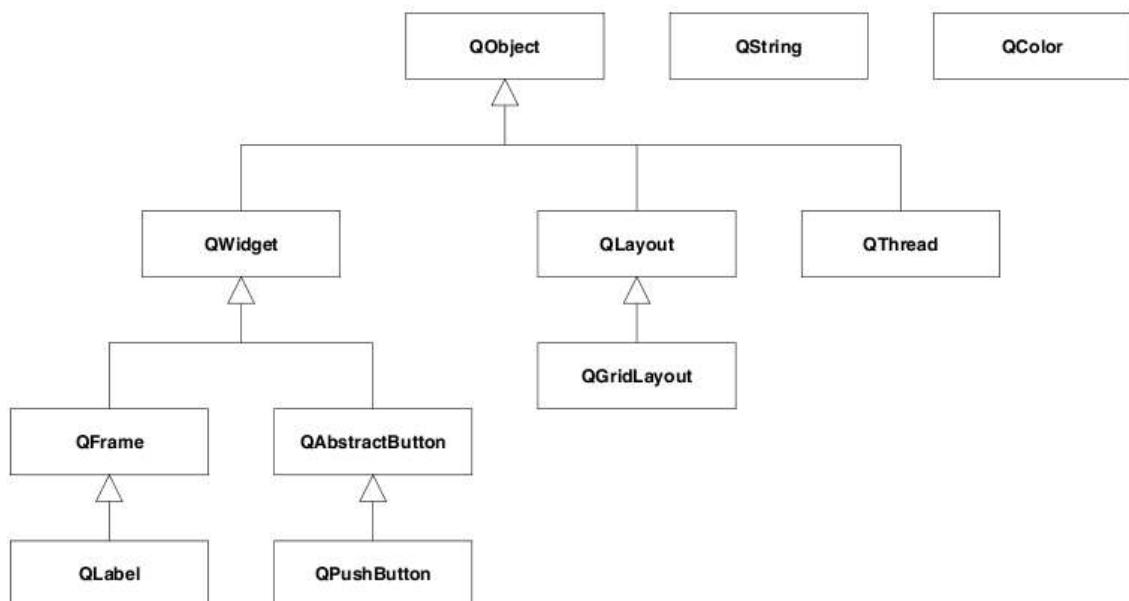 QObject
QString
QColor
QWidget
QLayout
QThread
QGridLayout
QFrame
QAbstractButton
QLabel
QPushButton